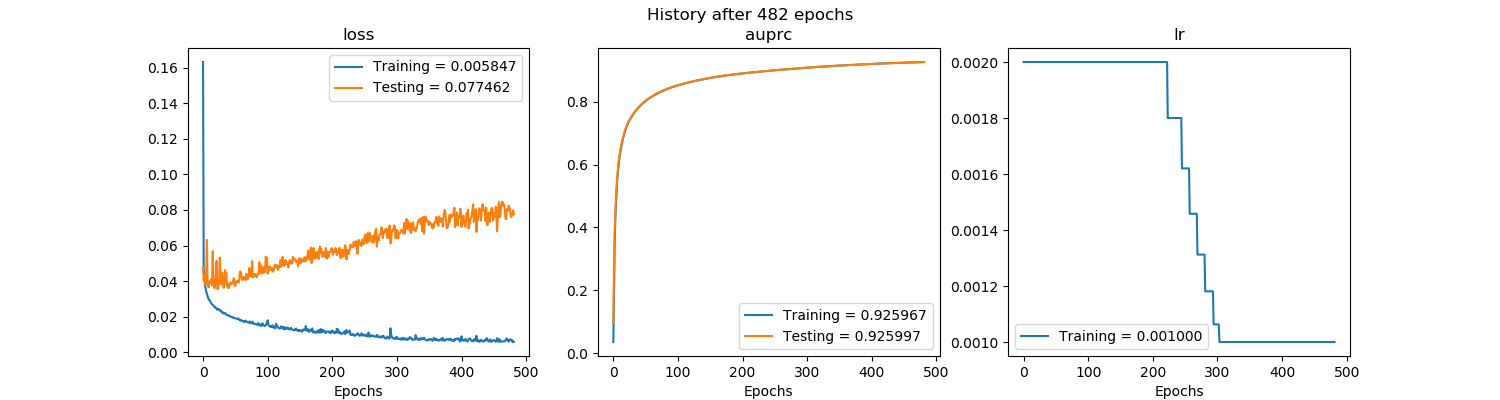 History after 482 epochs
loss
0.16
0.14
0.12
0.10
0.08
0.06
0.04
0.02
0.00
Training = 0.005847
Testing = 0.077462
0 100 200 300 400 500
Epochs
auprc
0.8
0.6
0.4
0.2
0.0
Training = 0.925967
Testing = 0.925997
0 100 200 300 400 500
Epochs
lr
0.0020
0.0018
0.0016
0.0014
0.0012
0.0010
Training = 0.001000
0 100 200 300 400 500
Epochs